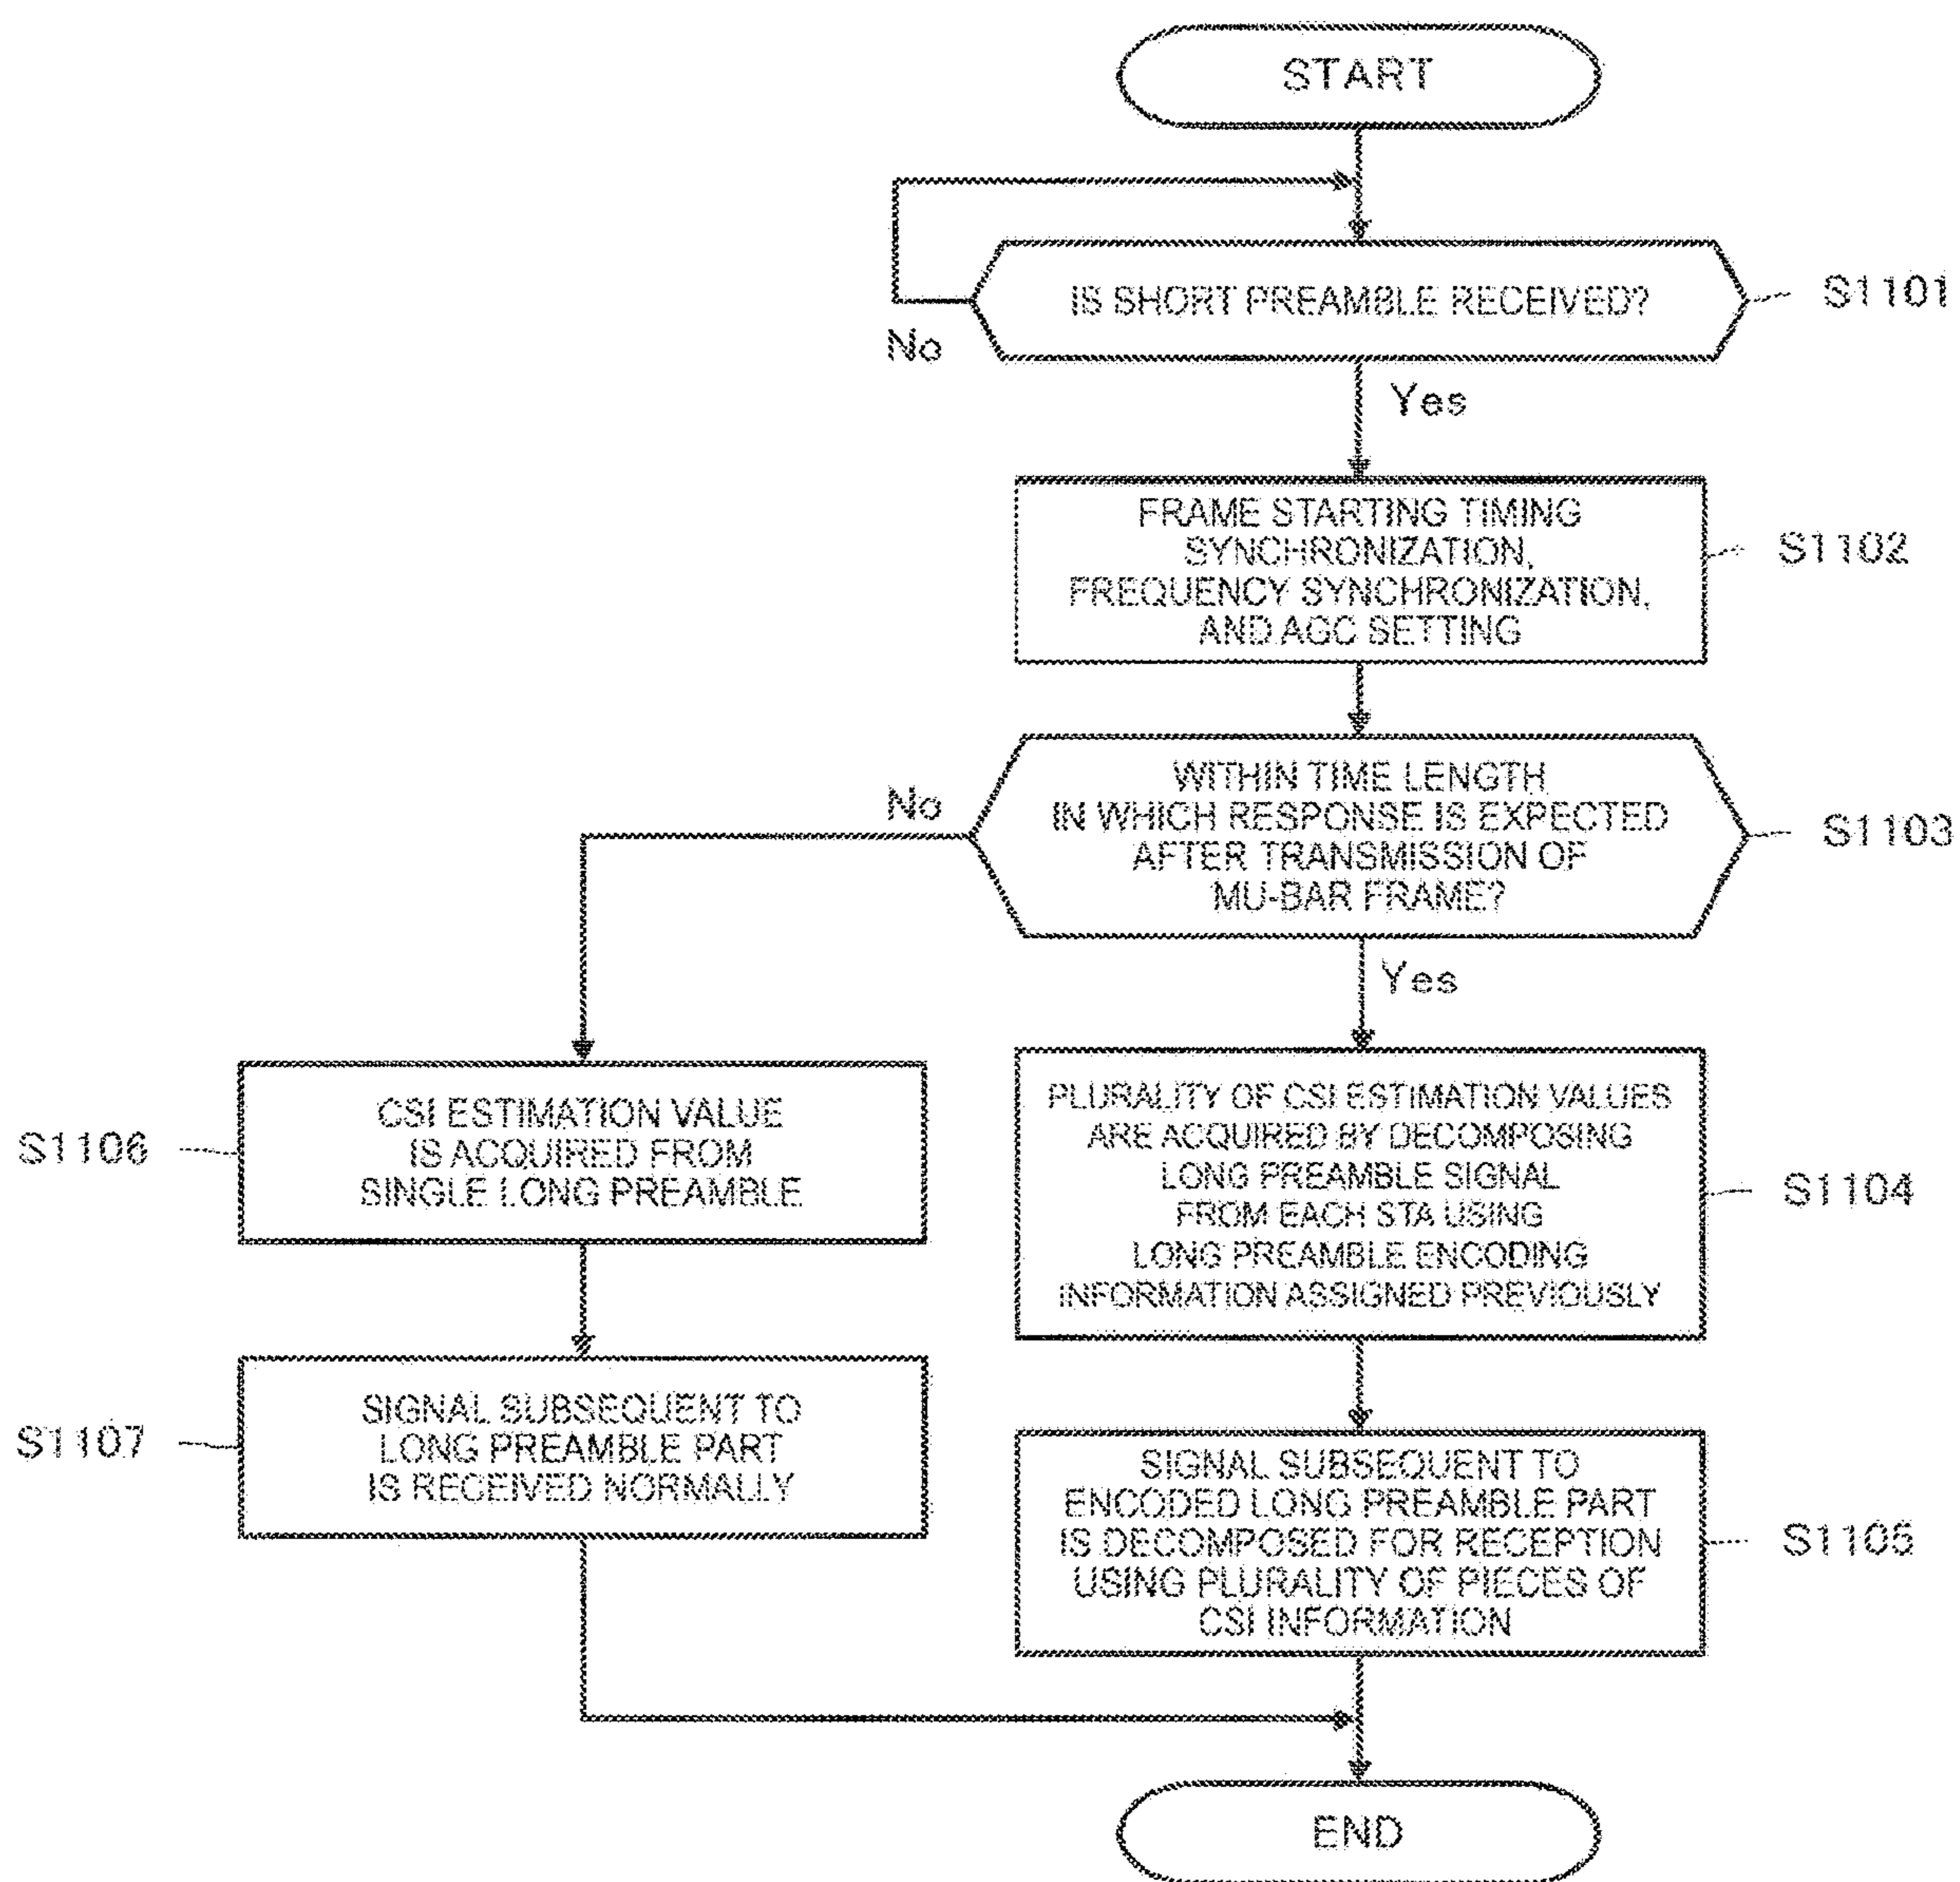 START
IS SHORT PREAMBLE RECEIVED?
S1101
No
Yes
FRAME STARTING TIMING
SYNCHRONIZATION,
FREQUENCY SYNCHRONIZATION,
AND AGC SETTING
S1102
WITHIN TIME LENGTH
IN WHICH RESPONSE IS EXPECTED
AFTER TRANSMISSION OF
MU-BAR FRAME?
S1103
No
Yes
PLURALITY OF CSI ESTIMATION VALUES
ARE ACQUIRED BY DECOMPOSING
LONG PREAMBLE SIGNAL
FROM EACH STA USING
LONG PREAMBLE ENCODING
INFORMATION ASSIGNED PREVIOUSLY
S1104
CSI ESTIMATION VALUE
IS ACQUIRED FROM
SINGLE LONG PREAMBLE
S1106
SIGNAL SUBSEQUENT TO
LONG PREAMBLE PART
IS RECEIVED NORMALLY
S1107
SIGNAL SUBSEQUENT TO
ENCODED LONG PREAMBLE PART
IS DECOMPOSED FOR RECEPTION
USING PLURALITY OF PIECES OF
CSI INFORMATION
S1105
END